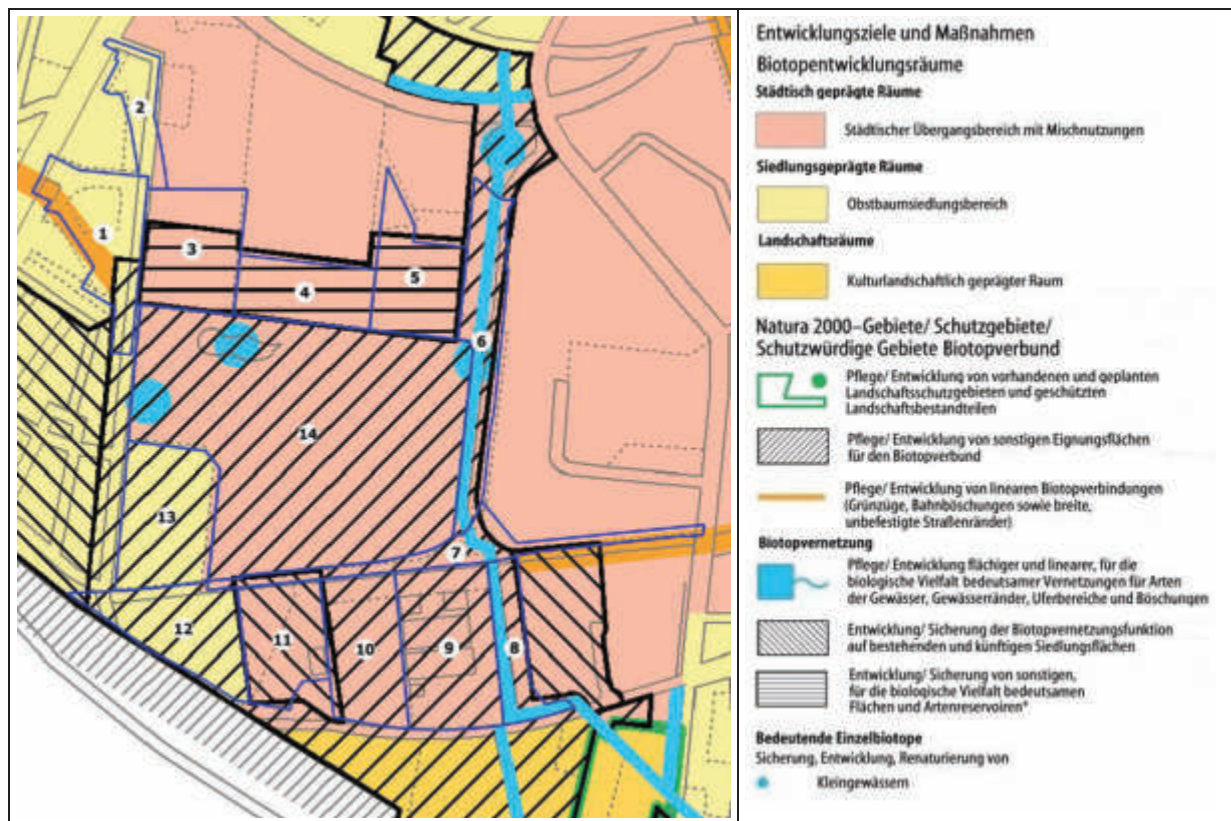 2
1
3
4
5
6
14
13
7
12
11
10
9
8
Entwicklungsziele und Maßnahmen
Biotopentwicklungsräume
Städtisch geprägte Räume
Städtischer Übergangsbereich mit Mischnutzungen
Siedlungsgeprägte Räume
Obstbaumsiedlungsbereich
Landschaftsräume
Kulturlandschaftlich geprägter Raum
Natura 2000–Gebiete/ Schutzgebiete/
Schutzwürdige Gebiete Biotopverbund
Pflege/ Entwicklung von vorhandenen und geplanten
Landschaftsschutzgebieten und geschützten
Landschaftsbestandteilen
Pflege/ Entwicklung von sonstigen Eignungsflächen
für den Biotopverbund
Pflege/ Entwicklung von linearen Biotopverbindungen
(Grünzüge, Bahnböschungen sowie breite,
unbefestigte Straßenränder)
Biotopvernetzung
Pflege/ Entwicklung flächiger und linearer, für die
biologische Vielfalt bedeutsamer Vernetzungen für Arten
der Gewässer, Gewässerränder, Uferbereiche und Böschungen
Entwicklung/ Sicherung der Biotopvernetzungsfunktion
auf bestehenden und künftigen Siedlungsflächen
Entwicklung/ Sicherung von sonstigen,
für die biologische Vielfalt bedeutsamen
Flächen und Artenreservoiren*
Bedeutende Einzelbiotope
Sicherung, Entwicklung, Renaturierung von
Kleingewässern